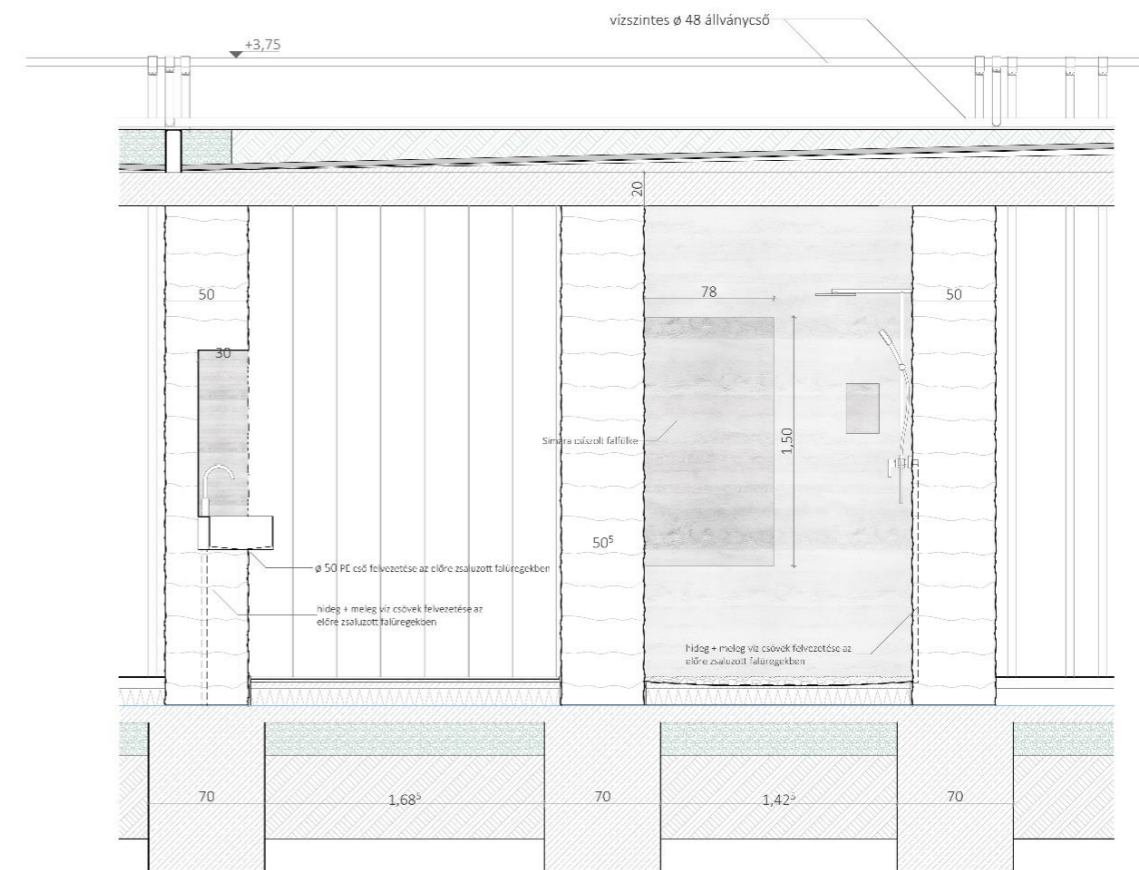 vízszintes ø 48 állványcső
+3,75
20
50
78
50
30
1,50
Simára csiszolt falfülke
50⁵
ø 50 PE cső felvezetése az előre zsaluzott falüregekben
hideg + meleg víz csövek felvezetése az
előre zsaluzott falüregekben
hideg + meleg víz csövek felvezetése az
előre zsaluzott falüregekben
70
1,68⁵
70
1,42⁵
70